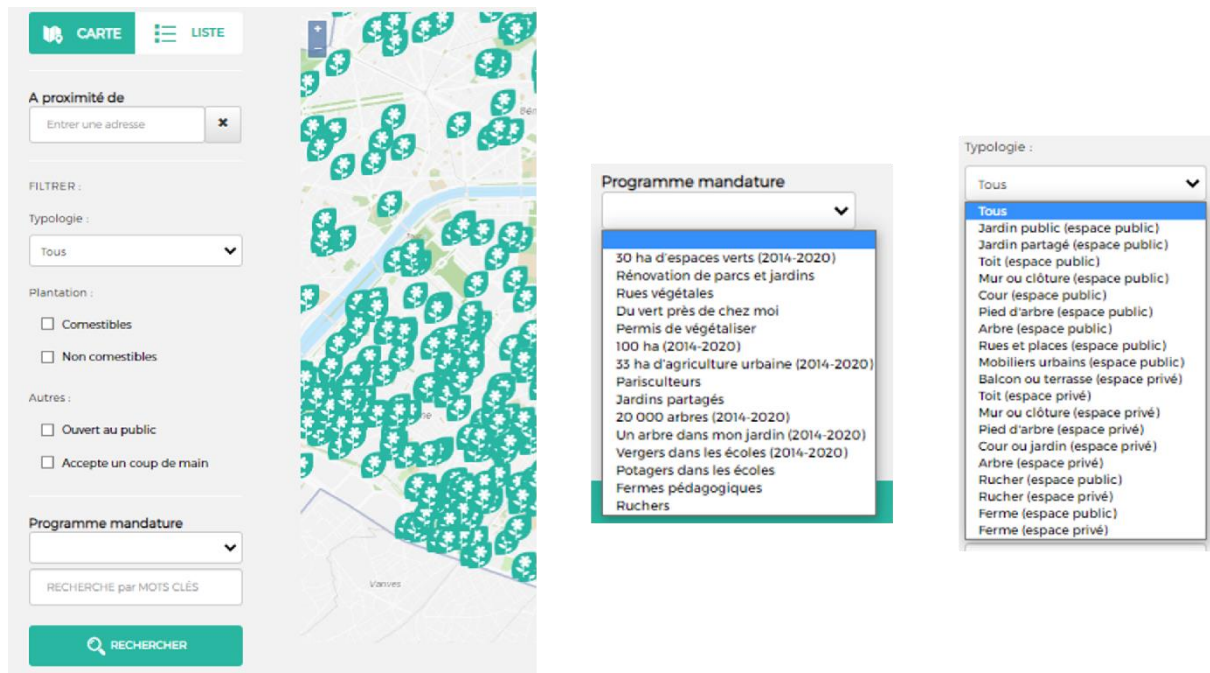 CARTE
LISTE
A proximité de
Entrer une adresse
FILTRER :
Typologie :
Tous
Plantation :
Comestibles
Non comestibles
Autres :
Ouvert au public
Accepte un coup de main
Programme mandature
RECHERCHE par MOTS CLÉS
RECHERCHER
Vanves
Programme mandature
30 ha d'espaces verts (2014-2020)
Rénovation de parcs et jardins
Rues végétales
Du vert près de chez moi
Permis de végétaliser
100 ha (2014-2020)
33 ha d'agriculture urbaine (2014-2020)
Parisculteurs
Jardins partagés
20 000 arbres (2014-2020)
Un arbre dans mon jardin (2014-2020)
Vergers dans les écoles (2014-2020)
Potagers dans les écoles
Fermes pédagogiques
Ruchers
Typologie :
Tous
Tous
Jardin public (espace public)
Jardin partagé (espace public)
Toit (espace public)
Mur ou clôture (espace public)
Cour (espace public)
Pied d'arbre (espace public)
Arbre (espace public)
Rues et places (espace public)
Mobiliers urbains (espace public)
Balcon ou terrasse (espace privé)
Toit (espace privé)
Mur ou clôture (espace privé)
Pied d'arbre (espace privé)
Cour ou jardin (espace privé)
Arbre (espace privé)
Rucher (espace public)
Rucher (espace privé)
Ferme (espace public)
Ferme (espace privé)